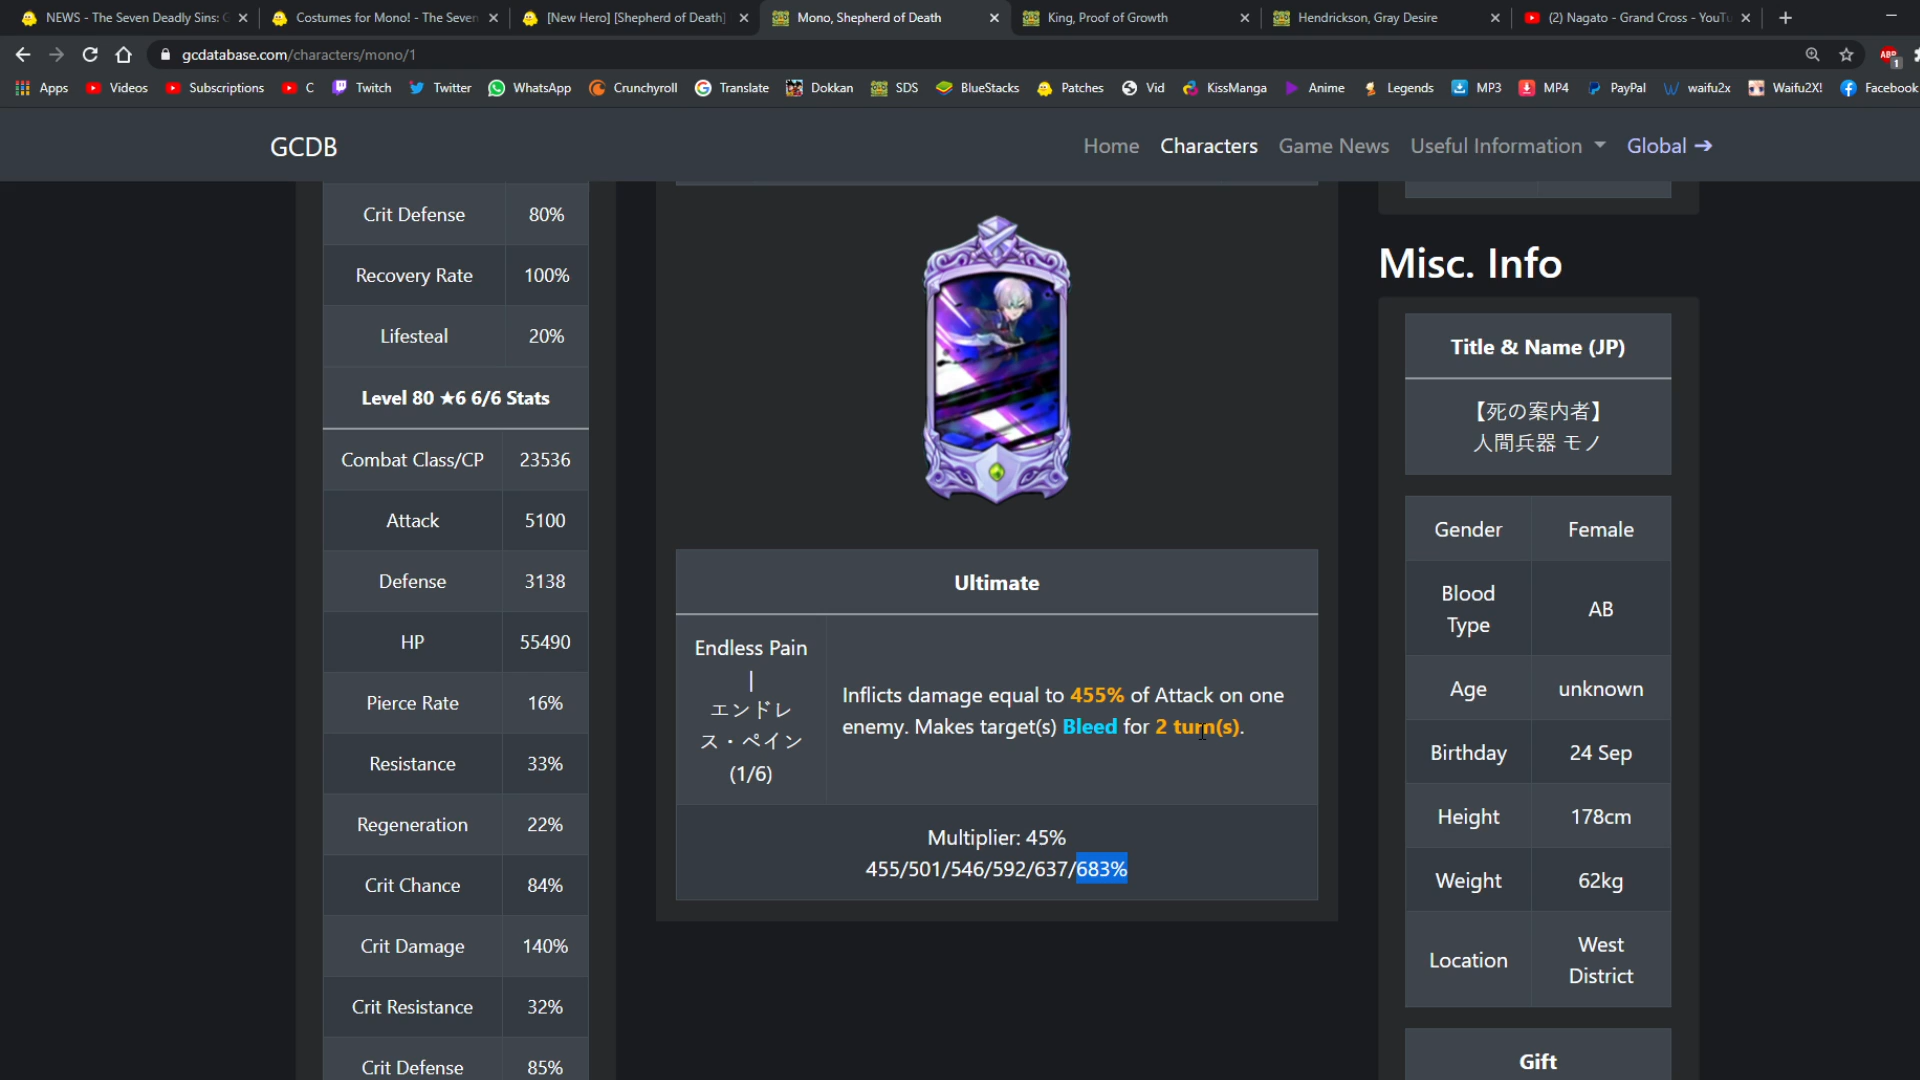 NEWS - The Seven Deadly Sins: G
Costumes for Mono! - The Seven
[New Hero] [Shepherd of Death]
Mono, Shepherd of Death
King, Proof of Growth
Hendrickson, Gray Desire
(2) Nagato - Grand Cross - YouTu
gcdatabase.com/characters/mono/1
ABP
1
Apps
Videos
Subscriptions
C
Twitch
Twitter
WhatsApp
Crunchyroll
Translate
Dokkan
SDS
BlueStacks
Patches
Vid
KissManga
Anime
Legends
MP3
MP4
PayPal
waifu2x
Waifu2X!
Facebook
GCDB
Home
Characters
Game News
Useful Information
Global →
Crit Defense 80%
Recovery Rate 100%
Lifesteal 20%
Level 80 ★6 6/6 Stats
Combat Class/CP 23536
Attack 5100
Defense 3138
HP 55490
Pierce Rate 16%
Resistance 33%
Regeneration 22%
Crit Chance 84%
Crit Damage 140%
Crit Resistance 32%
Crit Defense 85%
Ultimate
Endless Pain
|
エンドレ
ス・ペイン
(1/6)
Inflicts damage equal to 455% of Attack on one
enemy. Makes target(s) Bleed for 2 turn(s).
Multiplier: 45%
455/501/546/592/637/683%
Misc. Info
Title & Name (JP)
【死の案内者】
人間兵器 モノ
Gender Female
Blood
Type
AB
Age unknown
Birthday 24 Sep
Height 178cm
Weight 62kg
Location
West
District
Gift